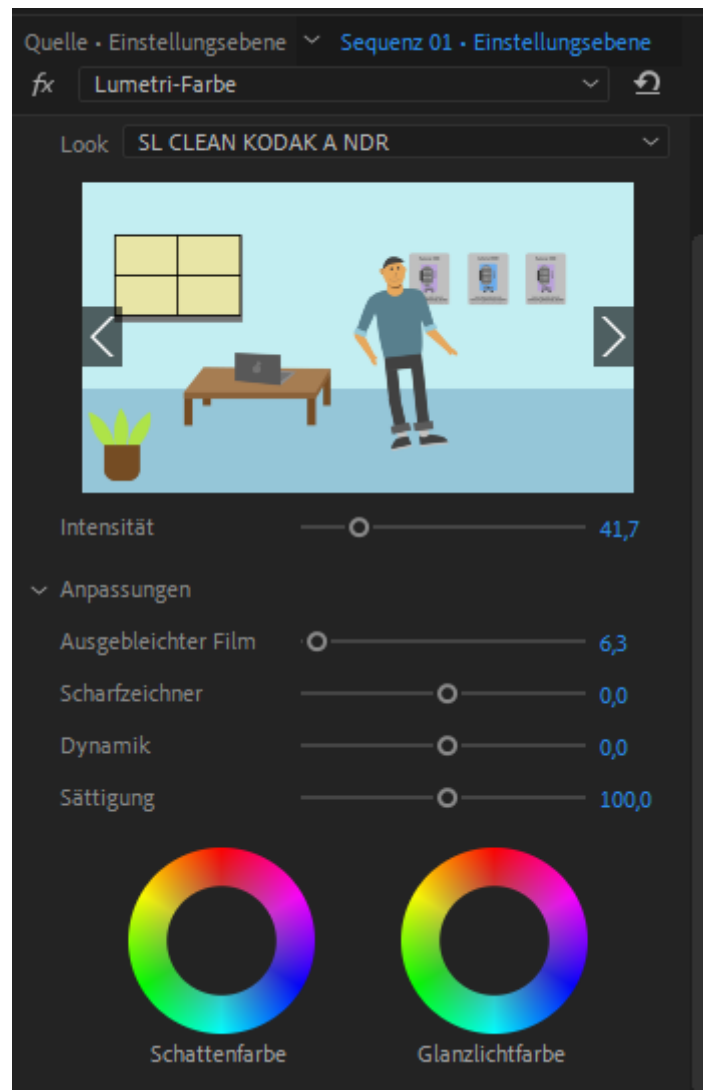 Quelle • Einstellungsebene Sequenz 01 • Einstellungsebene
fx Lumetri-Farbe
Look SL CLEAN KODAK A NDR
Intensität 41,7
Anpassungen
Ausgebleichter Film 6,3
Scharfzeichner 0,0
Dynamik 0,0
Sättigung 100,0
Schattenfarbe Glanzlichtfarbe